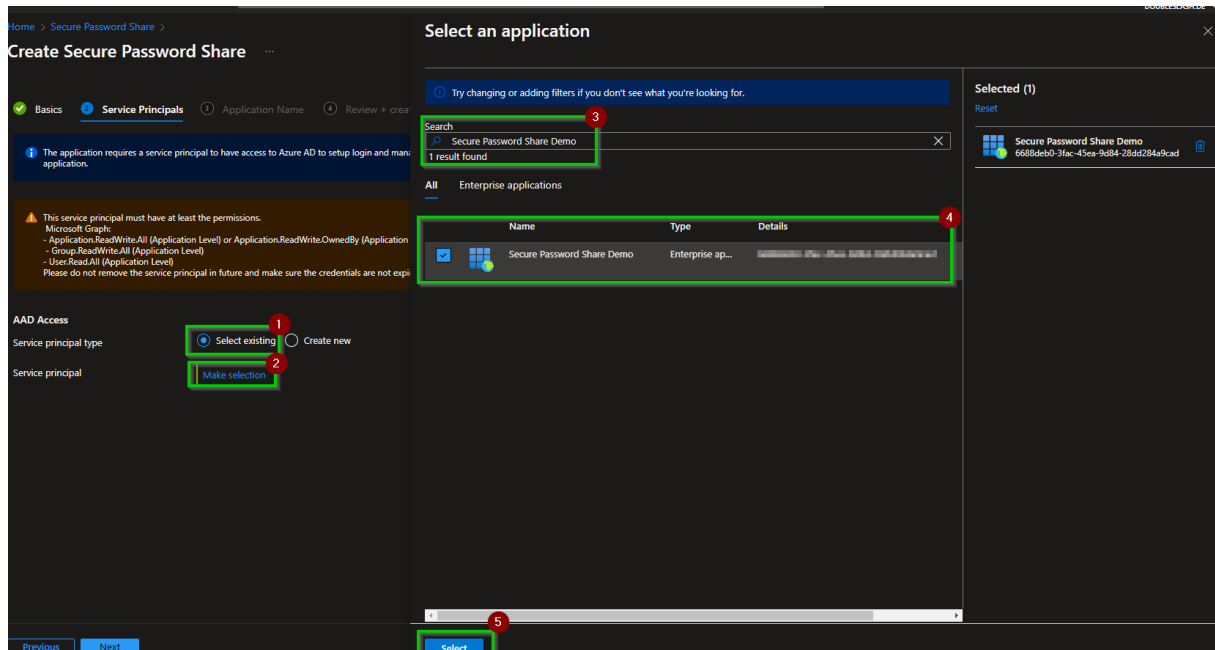 DOUBLESLASH.DE
Home > Secure Password Share >
Create Secure Password Share ...
Basics
2 Service Principals
3 Application Name
4 Review + crea
The application requires a service principal to have access to Azure AD to setup login and mana
application.
This service principal must have at least the permissions.
Microsoft Graph:
- Application.ReadWrite.All (Application Level) or Application.ReadWrite.OwnedBy (Application
- Group.ReadWrite.All (Application Level)
- User.Read.All (Application Level)
Please do not remove the service principal in future and make sure the credentials are not expi
AAD Access
1
Service principal type
Select existing
Create new
2
Service principal
Make selection
Previous
Next
Select an application
Try changing or adding filters if you don't see what you're looking for.
3
Search
Secure Password Share Demo
1 result found
All
Enterprise applications
4
Name
Type
Details
Secure Password Share Demo
Enterprise ap...
5
Select
Selected (1)
Reset
Secure Password Share Demo
6688deb0-3fac-45ea-9d84-28dd284a9cad